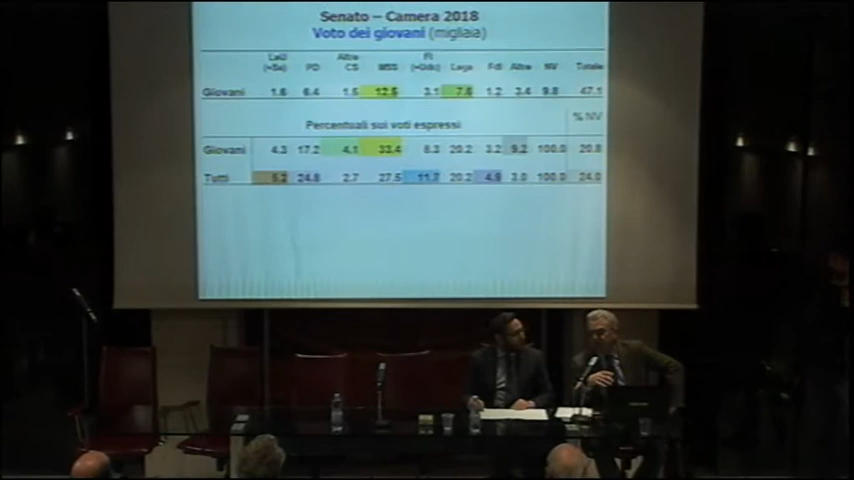 Senato – Camera 2018
Voto dei giovani (migliaia)
LeU (+Sa) PD Altre CS M5S FI (+Udc) Lega FdI Altre NV Totale
Giovani 1.6 6.4 1.5 12.5 3.1 7.6 1.2 3.4 9.8 47.1
Percentuali sui voti espressi % NV
Giovani 4.3 17.2 4.1 33.4 8.3 20.2 3.2 9.2 100.0 20.8
Tutti 5.2 24.8 2.7 27.5 11.7 20.2 4.9 3.0 100.0 24.0